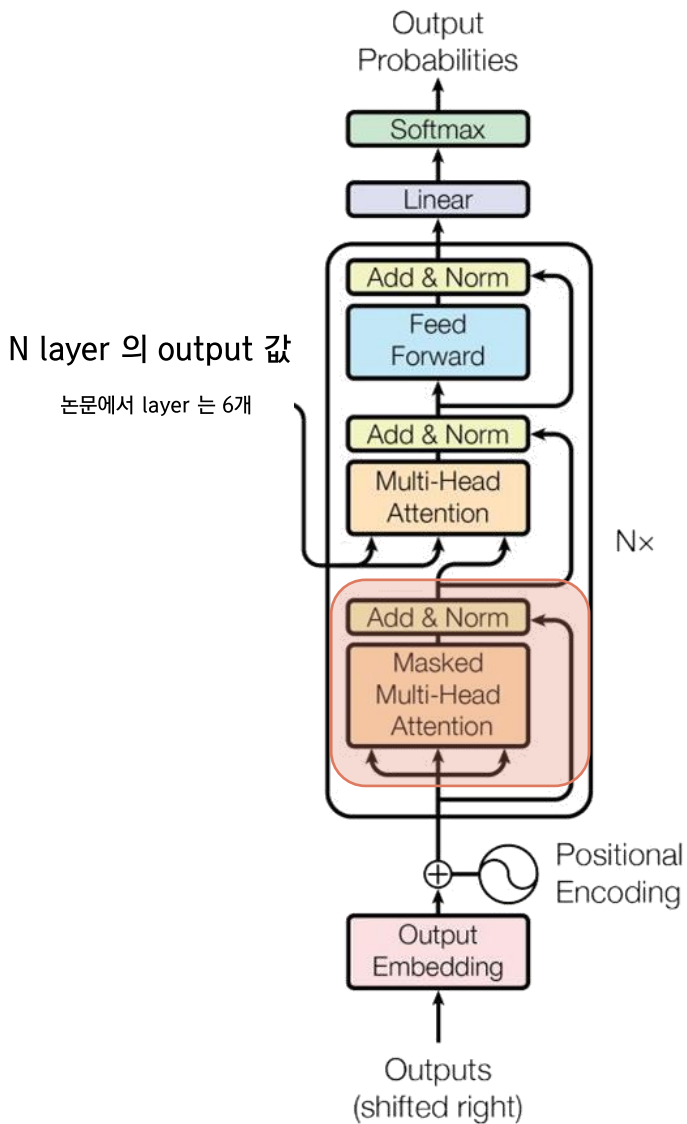 Output
Probabilities
Softmax
Linear
Add & Norm
Feed
Forward
N layer 의 output 값
논문에서 layer 는 6개
Add & Norm
Multi-Head
Attention
N×
Add & Norm
Masked
Multi-Head
Attention
Positional
Encoding
Output
Embedding
Outputs
(shifted right)